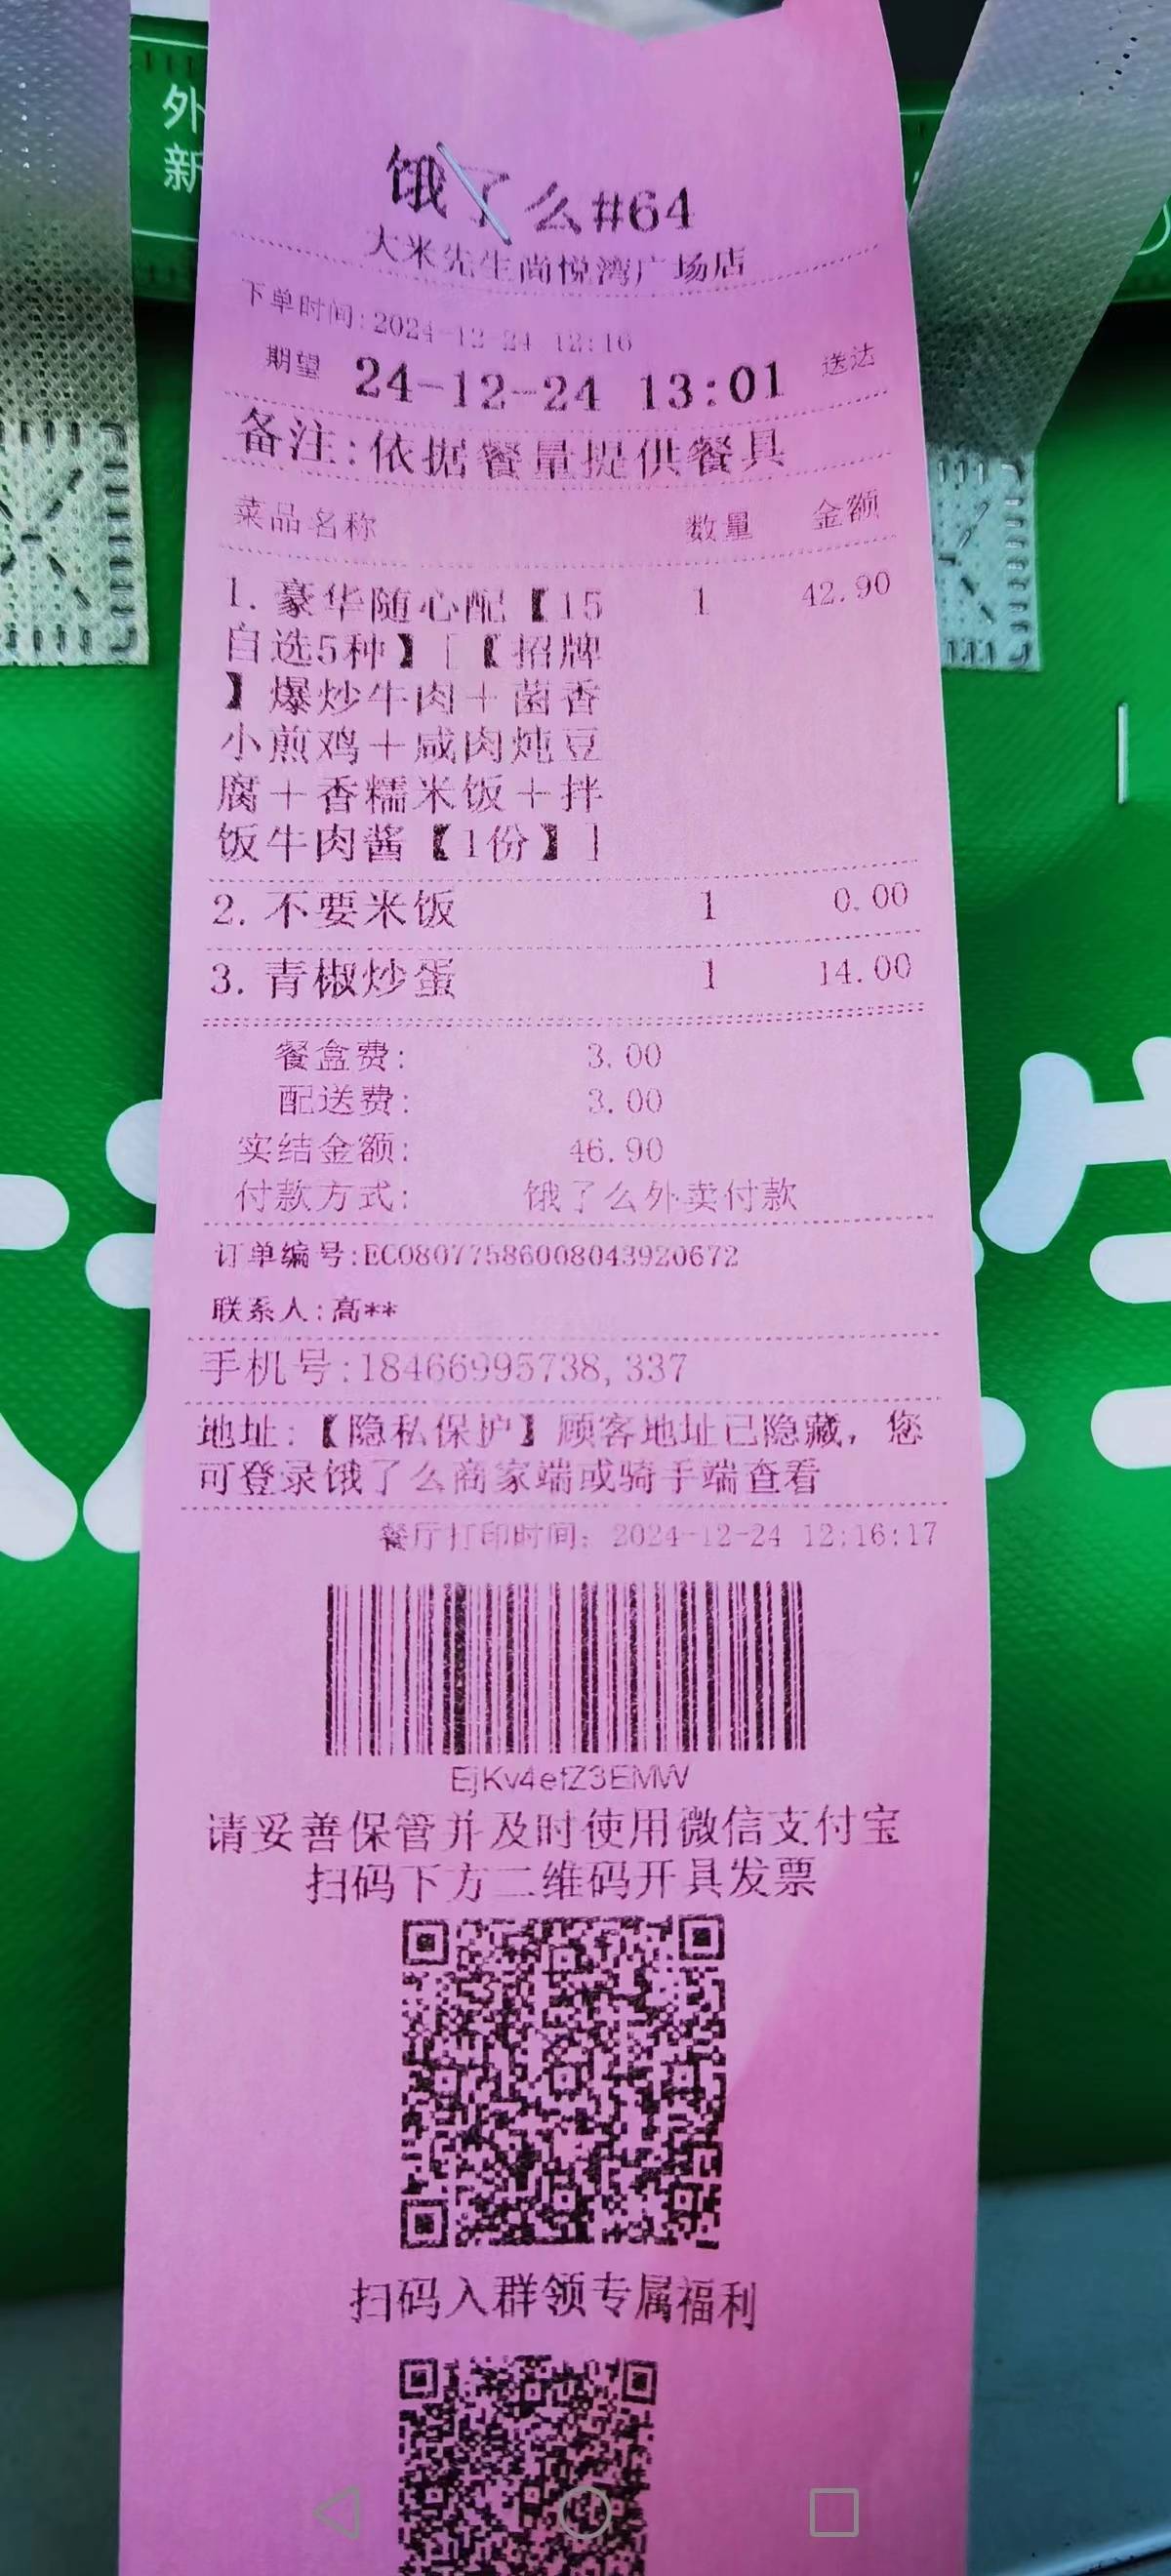 外
新
饿了么#64
大米先生尚悦湾广场店
下单时间:2024-12-24 12:16
期望 24-12-24 13:01 送达
备注:依据餐量提供餐具
菜品名称 数量 金额
1. 豪华随心配【15 1 42.90
自选5种】[【招牌
】爆炒牛肉+菌香
小煎鸡+咸肉炖豆
腐+香糯米饭+拌
饭牛肉酱【1份】]
2. 不要米饭 1 0.00
3. 青椒炒蛋 1 14.00
餐盒费: 3.00
配送费: 3.00
实结金额: 46.90
付款方式: 饿了么外卖付款
订单编号:EC08077586008043920672
联系人:高**
手机号:18466995738,337
地址:【隐私保护】顾客地址已隐藏, 您
可登录饿了么商家端或骑手端查看
餐厅打印时间: 2024-12-24 12:16:17
EjKv4efZ3EMW
请妥善保管并及时使用微信支付宝
扫码下方二维码开具发票
扫码入群领专属福利